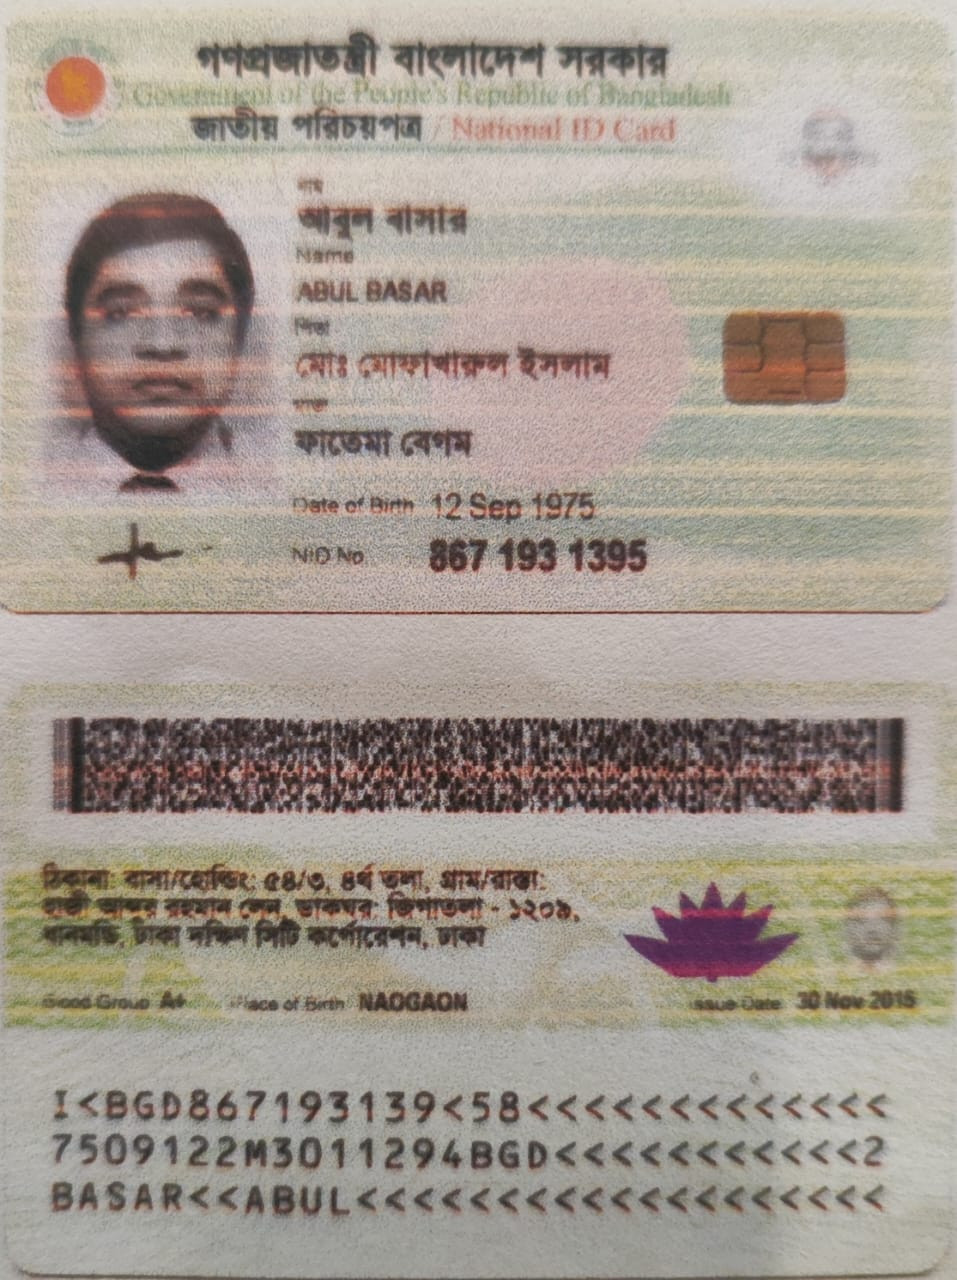 গণপ্রজাতন্ত্রী বাংলাদেশ সরকার
Government of the People's Republic of Bangladesh
জাতীয় পরিচয়পত্র / National ID Card
নাম
আবুল বাসার
Name
ABUL BASAR
পিতা
মোঃ মোফাখারুল ইসলাম
মাতা
ফাতেমা বেগম
Date of Birth 12 Sep 1975
NID No 867 193 1395
ঠিকানা: বাসা/হোল্ডিং: ৫৪/৩, ৪র্থ তলা, গ্রাম/রাস্তা:
হাজী আব্দুর রহমান লেন, ডাকঘর: জিগাতলা - ১২০৯,
ধানমন্ডি, ঢাকা দক্ষিণ সিটি কর্পোরেশন, ঢাকা
Blood Group A+ Place of Birth NAOGAON Issue Date 30 Nov 2015
I<BGD867193139<58<<<<<<<<<<<<<
7509122M3011294BGD<<<<<<<<<<<2
BASAR<<ABUL<<<<<<<<<<<<<<<<<<<